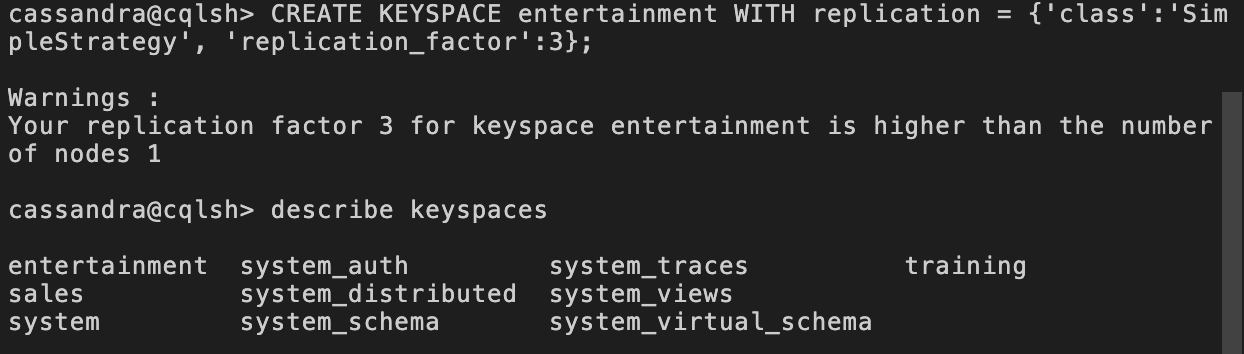 cassandra@cqlsh> CREATE KEYSPACE entertainment WITH replication = {'class':'Sim
pleStrategy', 'replication_factor':3};
Warnings :
Your replication factor 3 for keyspace entertainment is higher than the number
of nodes 1
cassandra@cqlsh> describe keyspaces
entertainment  system_auth         system_traces          training
sales          system_distributed  system_views
system         system_schema       system_virtual_schema